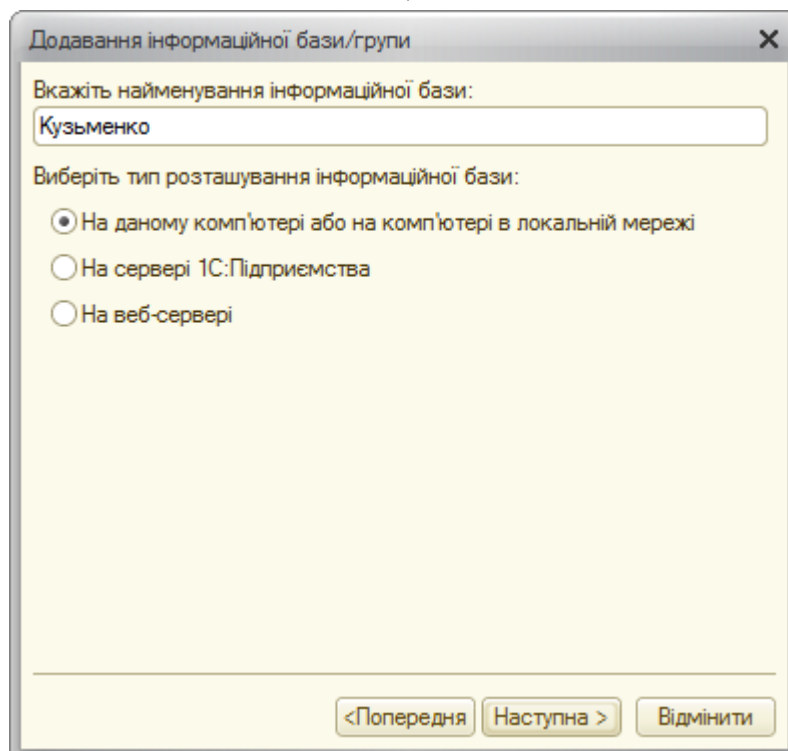 Додавання інформаційної бази/групи
Вкажіть найменування інформаційної бази:
Кузьменко
Виберіть тип розташування інформаційної бази:
На даному комп'ютері або на комп'ютері в локальній мережі
На сервері 1С:Підприємства
На веб-сервері
<Попередня Наступна > Відмінити